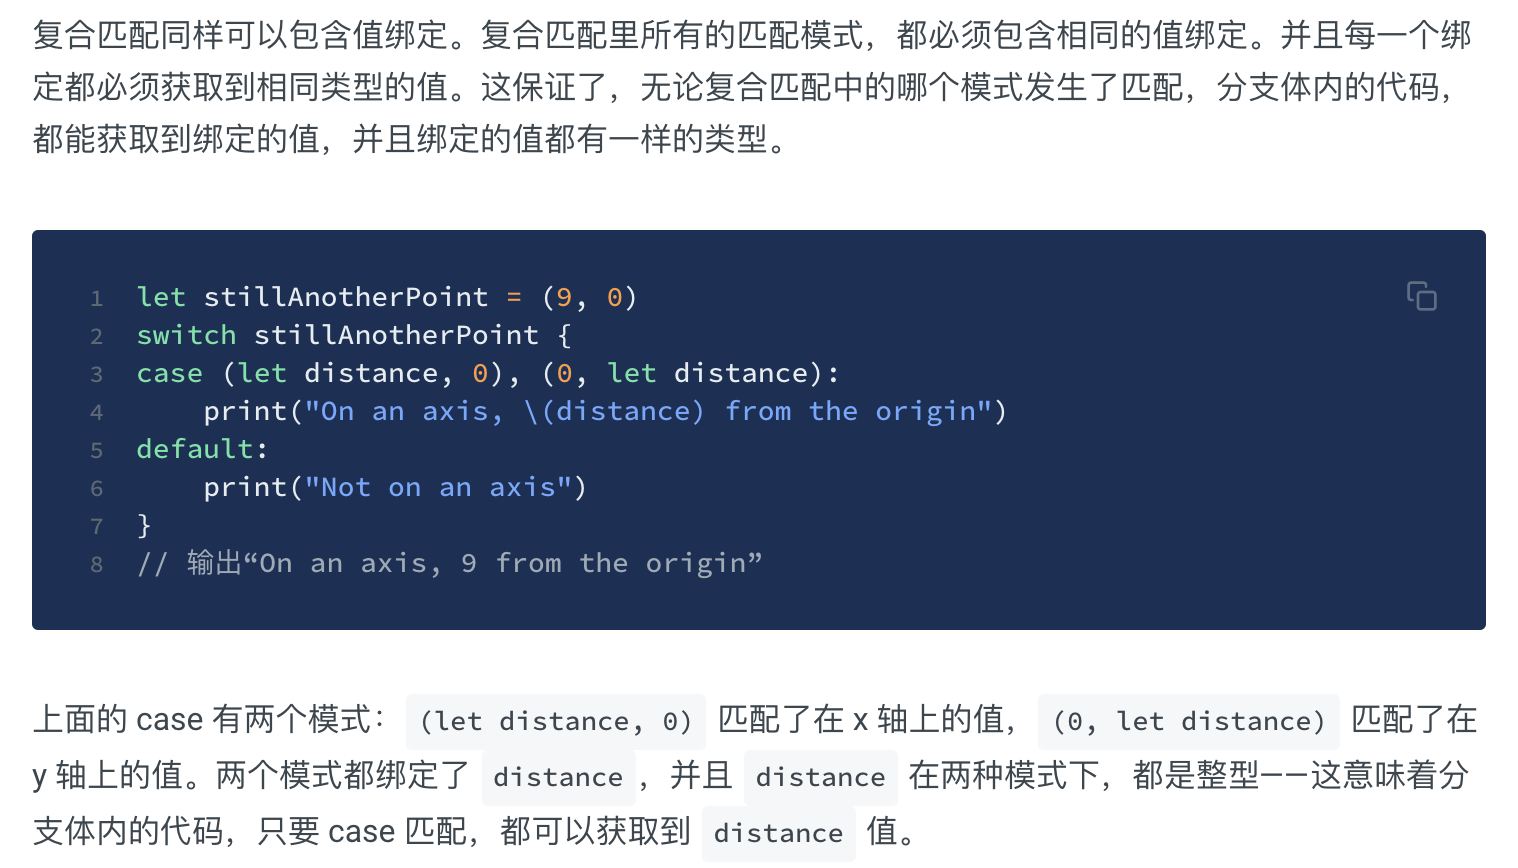 复合匹配同样可以包含值绑定。复合匹配里所有的匹配模式，都必须包含相同的值绑定。并且每一个绑
定都必须获取到相同类型的值。这保证了，无论复合匹配中的哪个模式发生了匹配，分支体内的代码，
都能获取到绑定的值，并且绑定的值都有一样的类型。
1 let stillAnotherPoint = (9, 0)
2 switch stillAnotherPoint {
3 case (let distance, 0), (0, let distance):
4     print("On an axis, \(distance) from the origin")
5 default:
6     print("Not on an axis")
7 }
8 // 输出“On an axis, 9 from the origin”
上面的 case 有两个模式： (let distance, 0) 匹配了在 x 轴上的值， (0, let distance) 匹配了在
y 轴上的值。两个模式都绑定了 distance ，并且 distance 在两种模式下，都是整型——这意味着分
支体内的代码，只要 case 匹配，都可以获取到 distance 值。